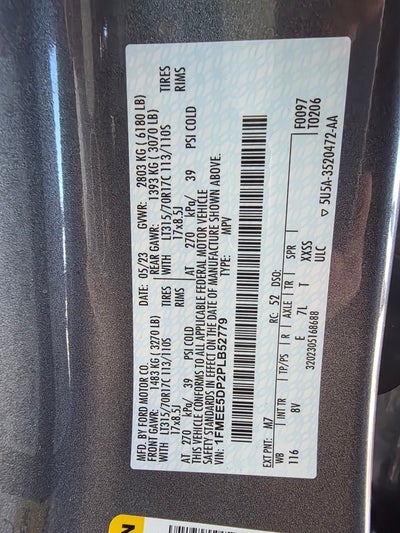 MFD. BY FORD MOTOR CO.
DATE: 05/23 GVWR: 2803 KG ( 6180 LB)
FRONT GAWR: 1483 KG ( 3270 LB) REAR GAWR: 1393 KG ( 3070 LB)
LT315/70R17C 113/110S TIRES LT315/70R17C 113/110S TIRES
17x8.5J RIMS 17x8.5J RIMS
AT 270 kPa/ 39 PSI COLD AT 270 kPa/ 39 PSI COLD
THIS VEHICLE CONFORMS TO ALL APPLICABLE FEDERAL MOTOR VEHICLE
SAFETY STANDARDS IN EFFECT ON THE DATE OF MANUFACTURE SHOWN ABOVE.
VIN: 1FMEE5DP2PLB52779
TYPE: MPV
F0097
T0206
EXT PNT: M7 RC: 52 DSO:
WB INT TR TP/PS R AXLE TR SPR
116 8V E 7L T XXSS
3202305168688 ULC
5U5A-3520472-AA
N